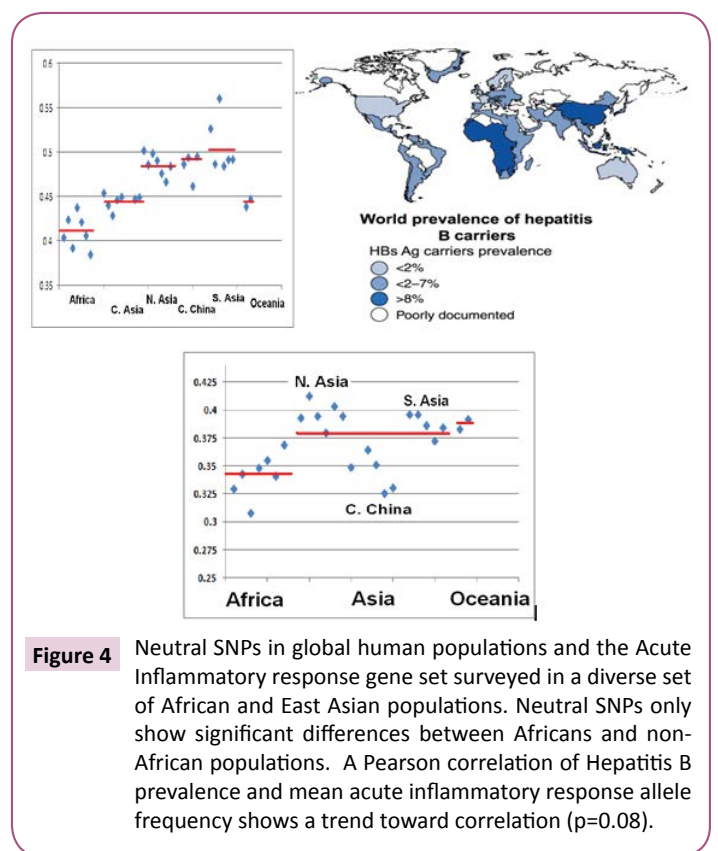 0.6
0.55
0.5
0.45
0.4
0.35
Africa
C. Asia
N. Asia
C. China
S. Asia
Oceania
World prevalence of hepatitis
B carriers
HBs Ag carriers prevalence
<2%
<2–7%
>8%
Poorly documented
0.425
0.4
0.375
0.35
0.325
0.3
0.275
0.25
N. Asia
S. Asia
C. China
Africa
Asia
Oceania
Figure 4
Neutral SNPs in global human populations and the Acute
Inflammatory response gene set surveyed in a diverse set
of African and East Asian populations. Neutral SNPs only
show significant differences between Africans and non-
African populations. A Pearson correlation of Hepatitis B
prevalence and mean acute inflammatory response allele
frequency shows a trend toward correlation (p=0.08).